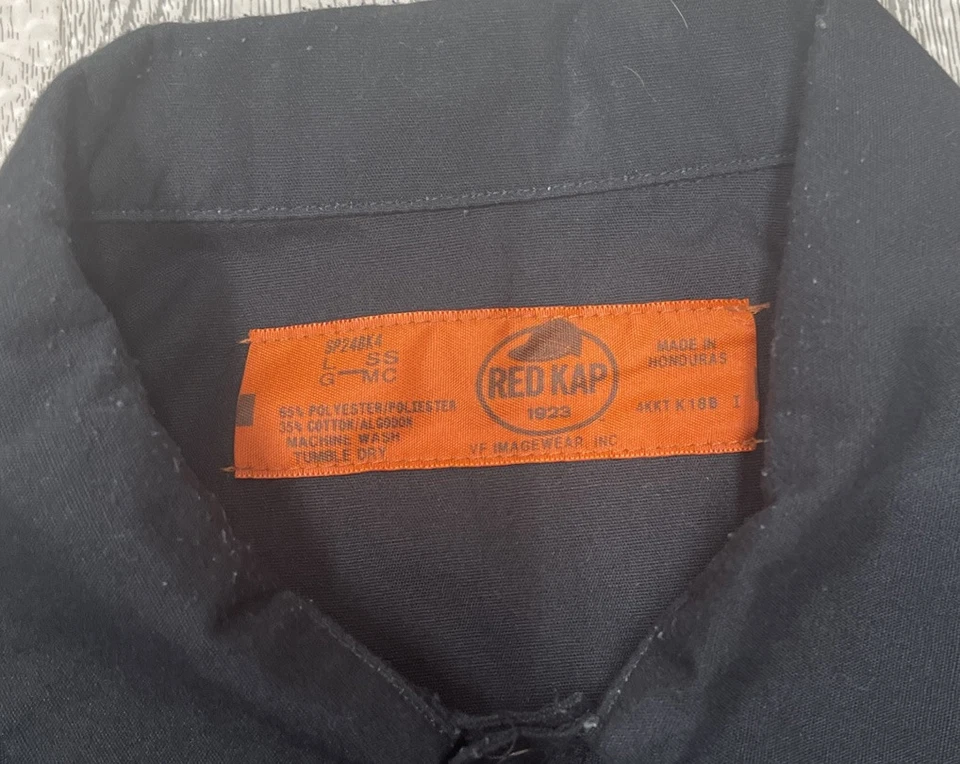 SP24BK4
L SS
G MC
65% POLYESTER/POLIESTER
35% COTTON/ALGODON
MACHINE WASH
TUMBLE DRY
RED KAP
1923
VF IMAGEWEAR, INC
MADE IN
HONDURAS
4KKT K18B I